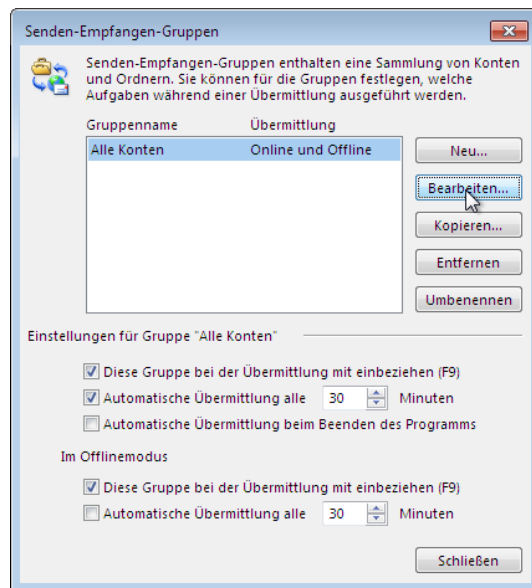 Senden-Empfangen-Gruppen
Senden-Empfangen-Gruppen enthalten eine Sammlung von Konten
und Ordnern. Sie können für die Gruppen festlegen, welche
Aufgaben während einer Übermittlung ausgeführt werden.
Gruppenname Übermittlung
Alle Konten Online und Offline
Neu...
Bearbeiten...
Kopieren...
Entfernen
Umbenennen
Einstellungen für Gruppe "Alle Konten"
Diese Gruppe bei der Übermittlung mit einbeziehen (F9)
Automatische Übermittlung alle 30 Minuten
Automatische Übermittlung beim Beenden des Programms
Im Offlinemodus
Diese Gruppe bei der Übermittlung mit einbeziehen (F9)
Automatische Übermittlung alle 30 Minuten
Schließen